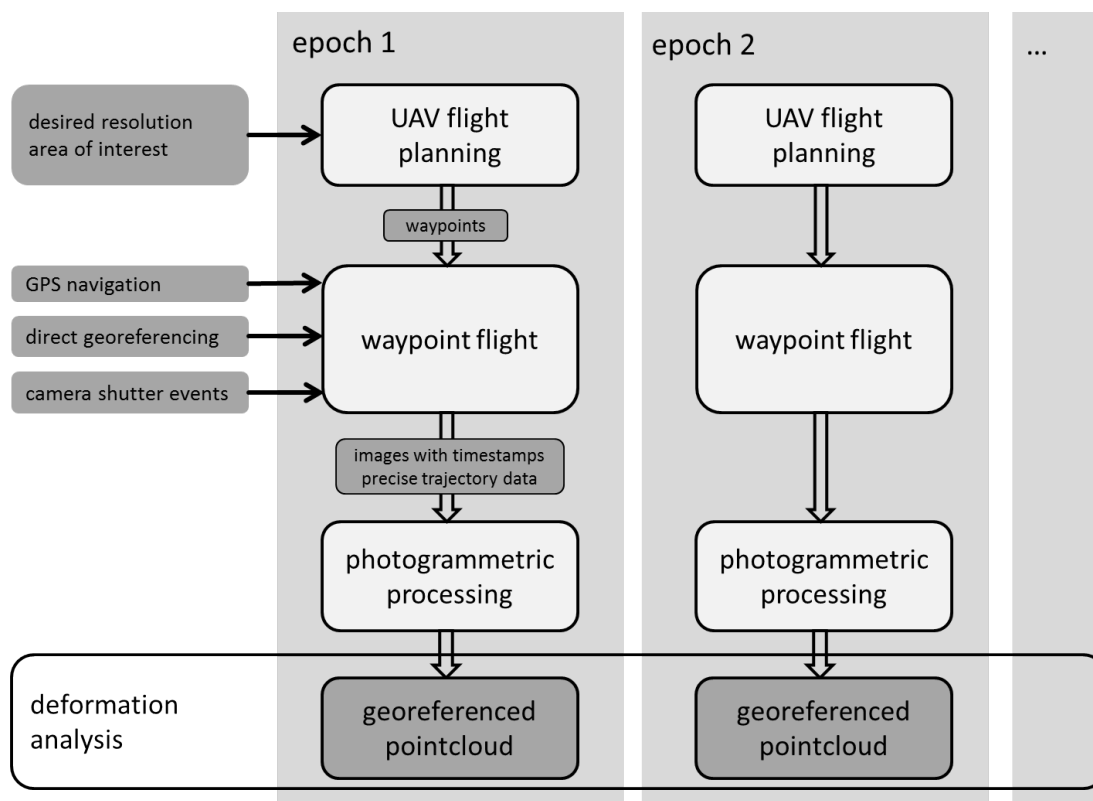 epoch 1
epoch 2
...
desired resolution
area of interest
UAV flight
planning
UAV flight
planning
waypoints
GPS navigation
direct georeferencing
camera shutter events
waypoint flight
waypoint flight
images with timestamps
precise trajectory data
photogrammetric
processing
photogrammetric
processing
deformation
analysis
georeferenced
pointcloud
georeferenced
pointcloud